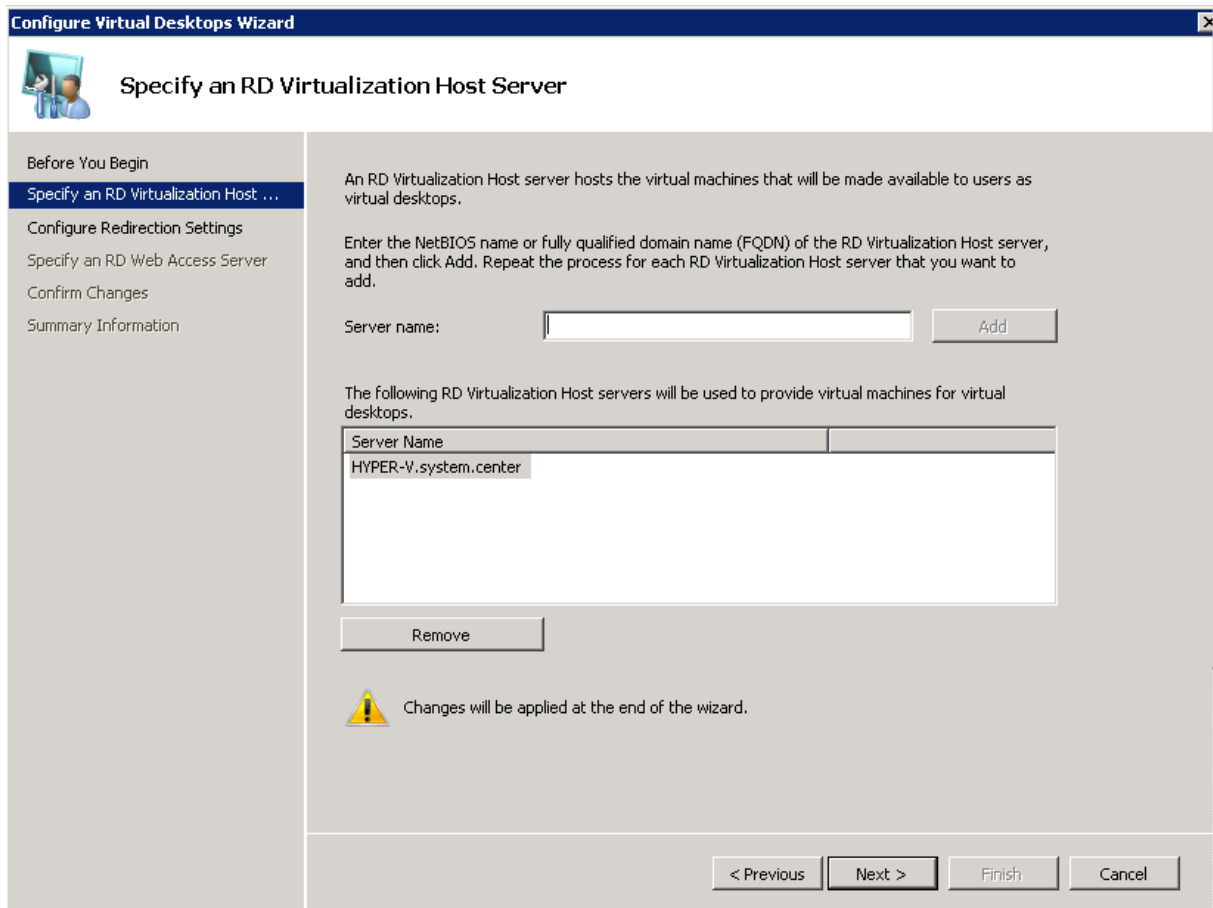 Configure Virtual Desktops Wizard
Specify an RD Virtualization Host Server
Before You Begin
Specify an RD Virtualization Host ...
Configure Redirection Settings
Specify an RD Web Access Server
Confirm Changes
Summary Information
An RD Virtualization Host server hosts the virtual machines that will be made available to users as
virtual desktops.
Enter the NetBIOS name or fully qualified domain name (FQDN) of the RD Virtualization Host server,
and then click Add. Repeat the process for each RD Virtualization Host server that you want to
add.
Server name:
Add
The following RD Virtualization Host servers will be used to provide virtual machines for virtual
desktops.
Server Name
HYPER-V.system.center
Remove
Changes will be applied at the end of the wizard.
< Previous
Next >
Finish
Cancel